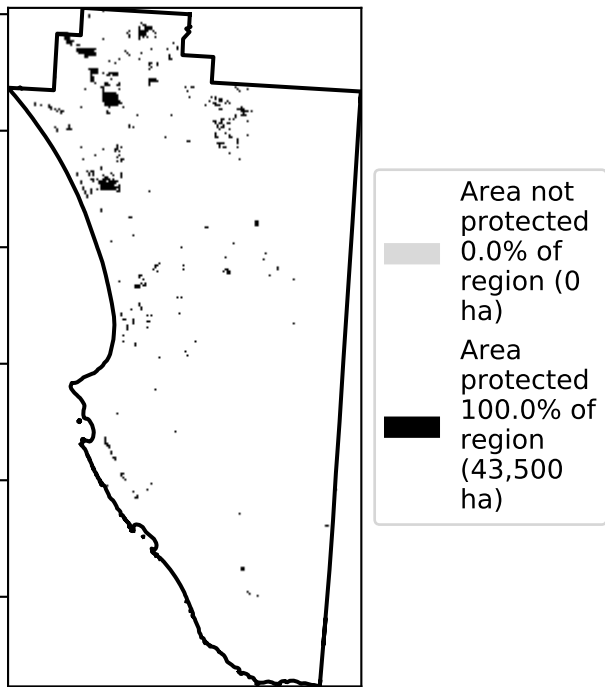 Area not
protected
0.0% of
region (0
ha)
Area
protected
100.0% of
region
(43,500
ha)